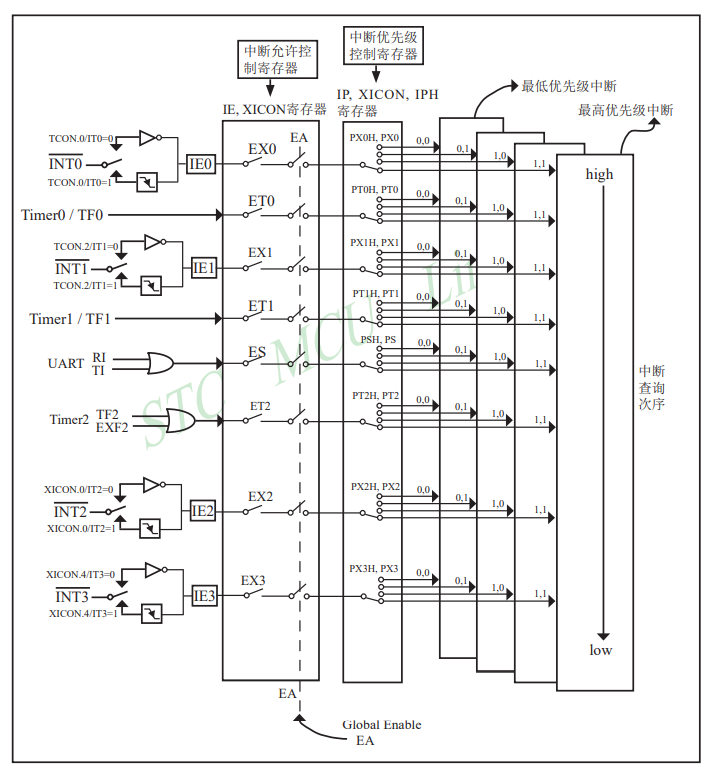 中断允许控
制寄存器
中断优先级
控制寄存器
最低优先级中断
最高优先级中断
IE, XICON寄存器
IP, XICON, IPH
寄存器
TCON.0/IT0=0
INT0
TCON.0/IT0=1
IE0
EX0
EA
PX0H, PX0
0,0
0,1
1,0
1,1
high
Timer0 / TF0
ET0
PT0H, PT0
0,0
0,1
1,0
1,1
TCON.2/IT1=0
INT1
TCON.2/IT1=1
IE1
EX1
PX1H, PX1
0,0
0,1
1,0
1,1
Timer1 / TF1
ET1
PT1H, PT1
0,0
0,1
1,0
1,1
UART
RI
TI
ES
PSH, PS
0,0
0,1
1,0
1,1
中断
查询
次序
Timer2
TF2
EXF2
ET2
PT2H, PT2
0,0
0,1
1,0
1,1
XICON.0/IT2=0
INT2
XICON.0/IT2=1
IE2
EX2
PX2H, PX2
0,0
0,1
1,0
1,1
XICON.4/IT3=0
INT3
XICON.4/IT3=1
IE3
EX3
PX3H, PX3
0,0
0,1
1,0
1,1
low
EA
Global Enable
EA
STC MCU